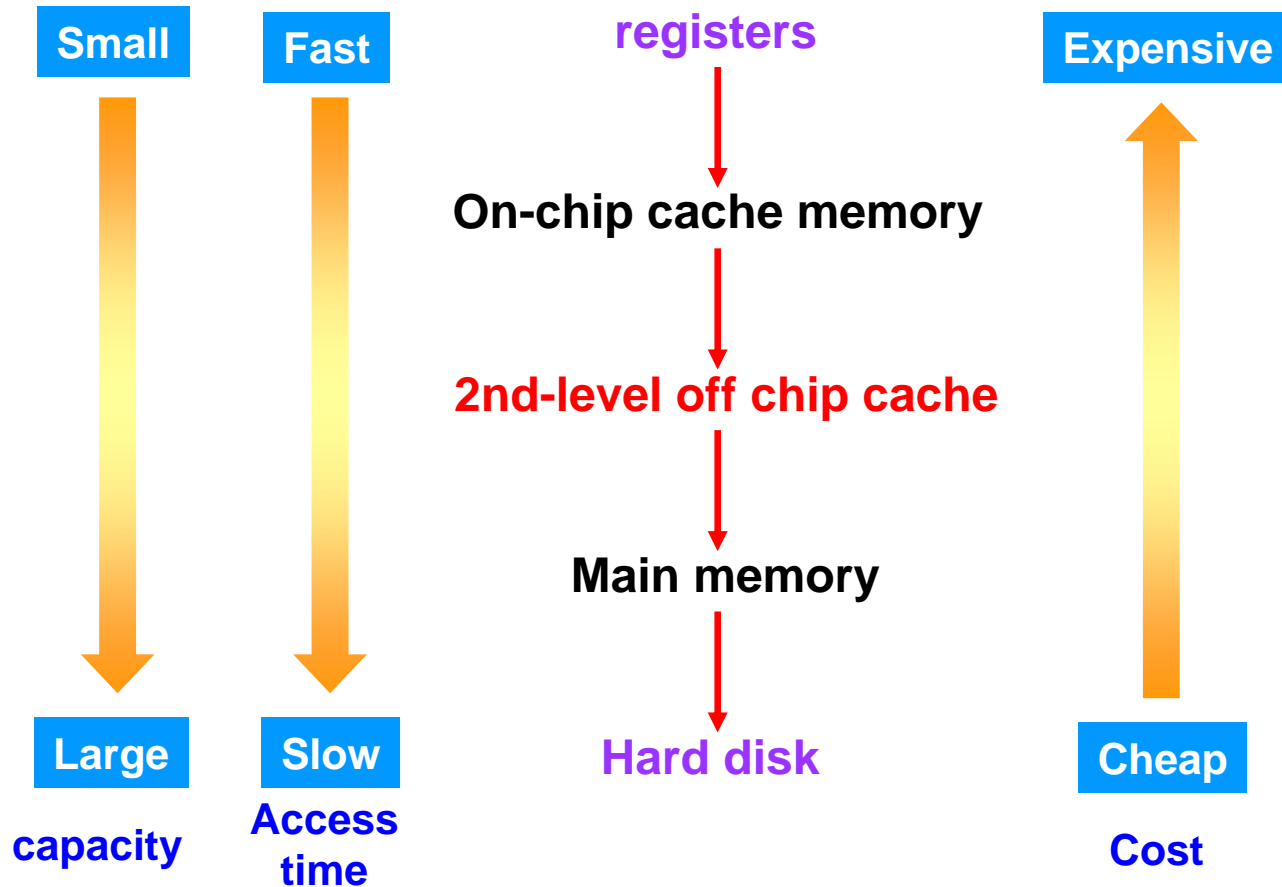 Small
Fast
registers
Expensive
On-chip cache memory
2nd-level off chip cache
Main memory
Large
Slow
Hard disk
Cheap
capacity
Access
time
Cost